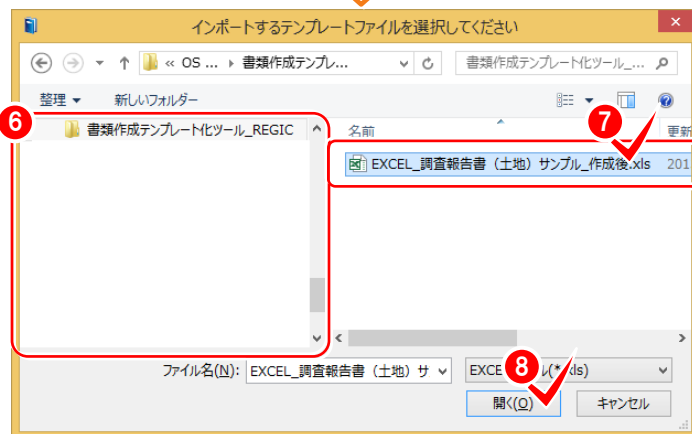 インポートするテンプレートファイルを選択してください
« OS ... 書類作成テンプレ... 書類作成テンプレート化ツール_...
整理 新しいフォルダー
6
7
書類作成テンプレート化ツール_REGIC
名前 更新
EXCEL_調査報告書（土地）サンプル_作成後.xls 201
ファイル名(N): EXCEL_調査報告書（土地）サ
8
開く(O) キャンセル